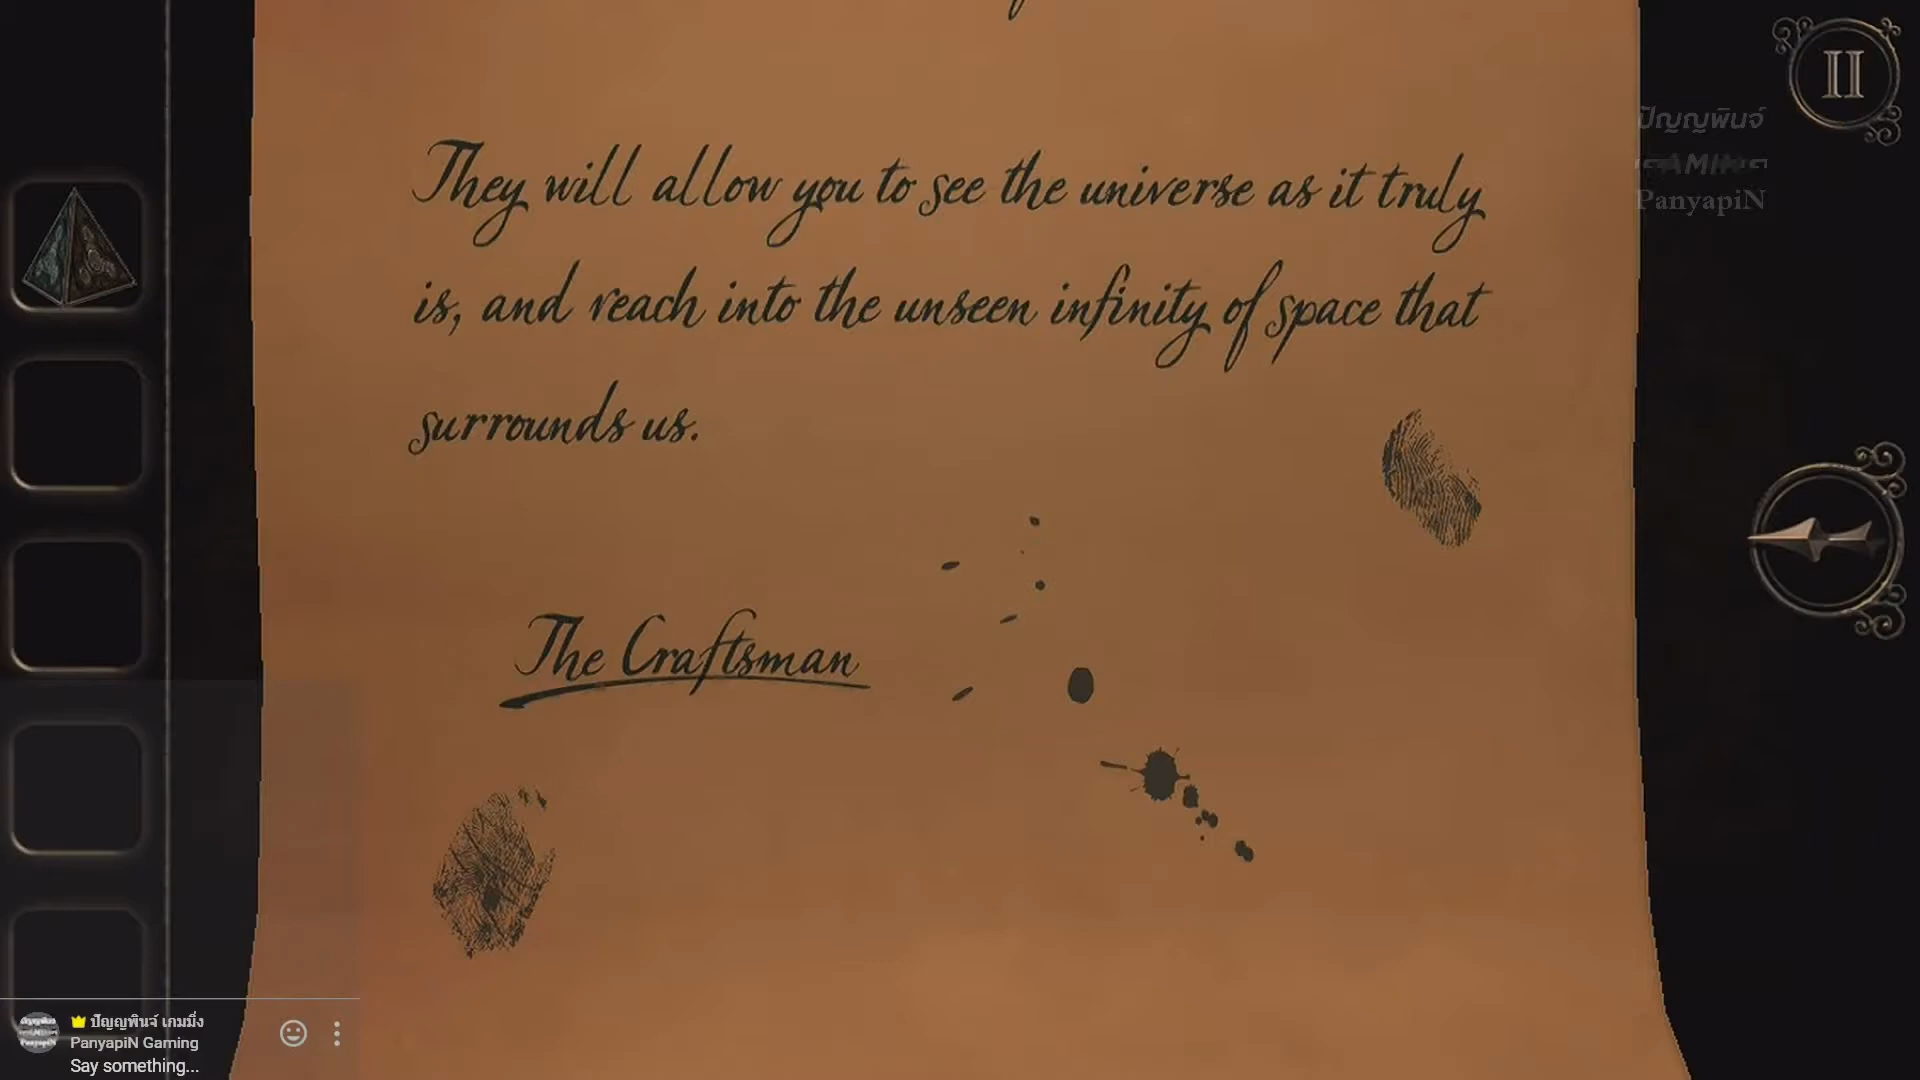 They will allow you to see the universe as it truly
is, and reach into the unseen infinity of space that
surrounds us.
The Craftsman
ปัญญพินจ์
PanyapiN
ปัญญพินจ์ เกมมิ่ง
PanyapiN Gaming
Say something...